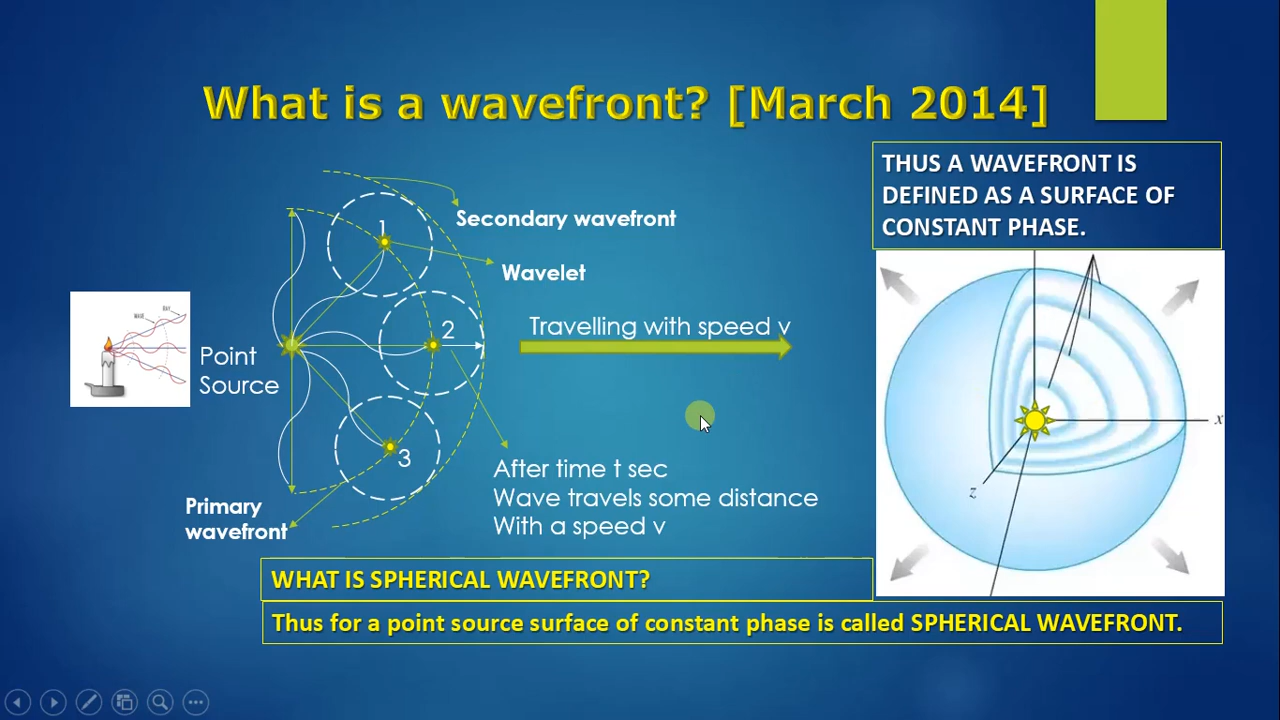 What is a wavefront? [March 2014]
THUS A WAVEFRONT IS
DEFINED AS A SURFACE OF
CONSTANT PHASE.
1
Secondary wavefront
Wavelet
2
Travelling with speed v
Point
Source
3
After time t sec
Wave travels some distance
With a speed v
Primary
wavefront
x
z
WHAT IS SPHERICAL WAVEFRONT?
Thus for a point source surface of constant phase is called SPHERICAL WAVEFRONT.